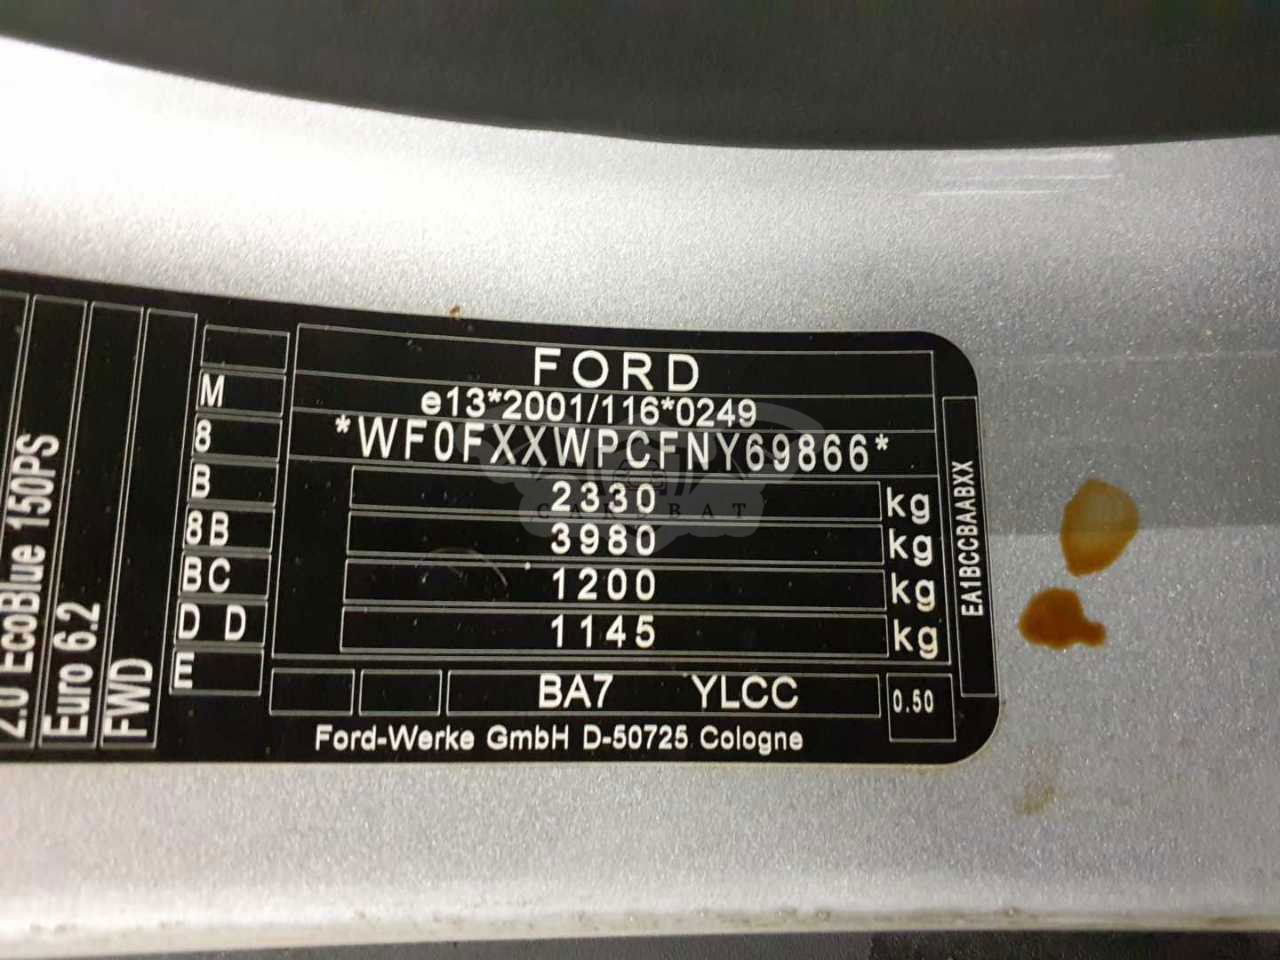 FORD
e13*2001/116*0249
*WF0FXXWPCFNY69866*
2330 kg
3980 kg
1200 kg
1145 kg
BA7 YLCC
0.50
Ford-Werke GmbH D-50725 Cologne
M
8
B
8B
BC
D D
E
2.0 EcoBlue 150PS
Euro 6.2
FWD
EA1BCCBAABXX
CAROBAT